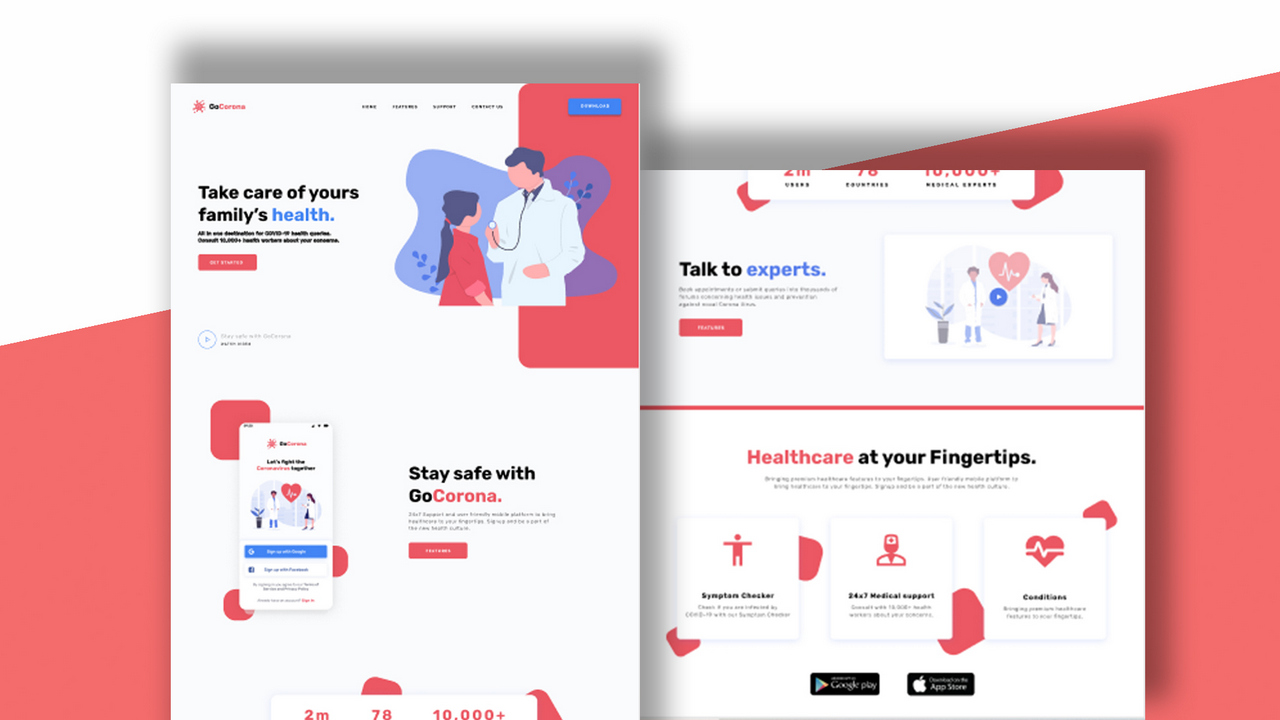 GoCorona
HOME FEATURES SUPPORT CONTACT US
DOWNLOAD
Take care of yours
family's health.
All in one destination for COVID-19 health queries.
Consult 10,000+ health workers about your concerns.
GET STARTED
Stay safe with GoCorona
WATCH VIDEO
GoCorona
Let's fight the
Coronavirus together
Sign up with Google
Sign up with Facebook
By signing in you agree to our Terms of
Service and Privacy Policy
Already have an account? Sign in
Stay safe with
GoCorona.
24x7 Support and user friendly mobile platform to bring
healthcare to your fingertips. Signup and be a part of
the new health culture.
FEATURES
2m 78 10,000+
2m 78 10,000+
USERS COUNTRIES MEDICAL EXPERTS
Talk to experts.
Book appointments or submit queries into thousands of
forums concerning health issues and prevention
against noval Corona Virus.
FEATURES
Healthcare at your Fingertips.
Bringing premium healthcare features to your fingertips. User friendly mobile platform to
bring healthcare to your fingertips. Signup and be a part of the new health culture.
Symptom Checker
Check if you are infected by
COVID-19 with our Symptom Checker
24x7 Medical support
Consult with 10,000+ health
workers about your concerns.
Conditions
Bringing premium healthcare
features to your fingertips.
Google play
Download on the
App Store